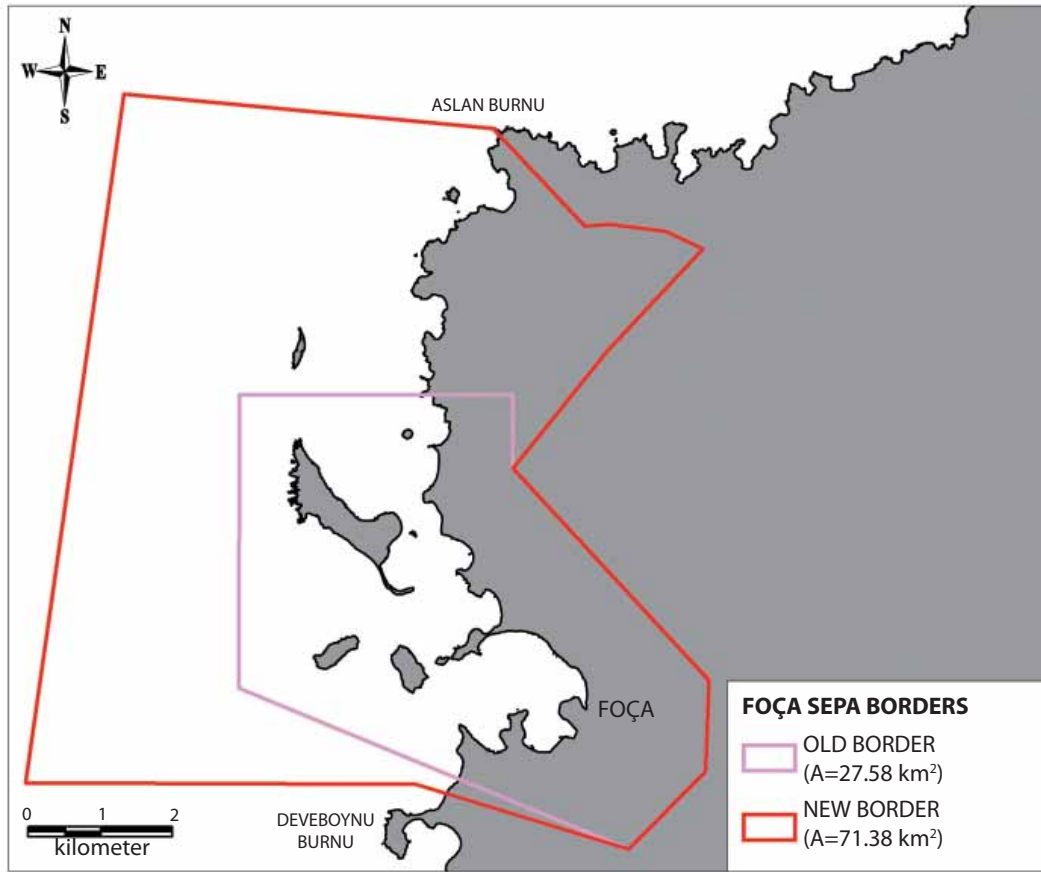 N
W E
S
ASLAN BURNU
FOÇA
DEVEBOYNU
BURNU
0 1 2
kilometer
FOÇA SEPA BORDERS
OLD BORDER
(A=27.58 km²)
NEW BORDER
(A=71.38 km²)